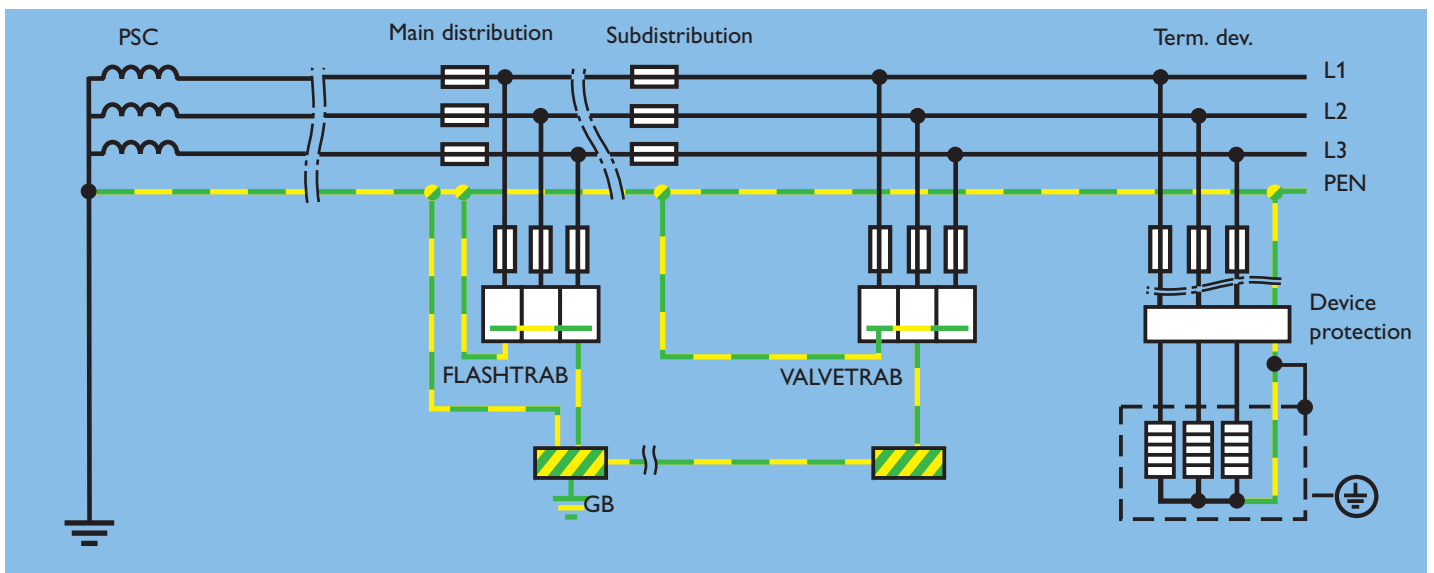 PSC
Main distribution
Subdistribution
Term. dev.
L1
L2
L3
PEN
Device
protection
FLASHTRAB
VALVETRAB
GB